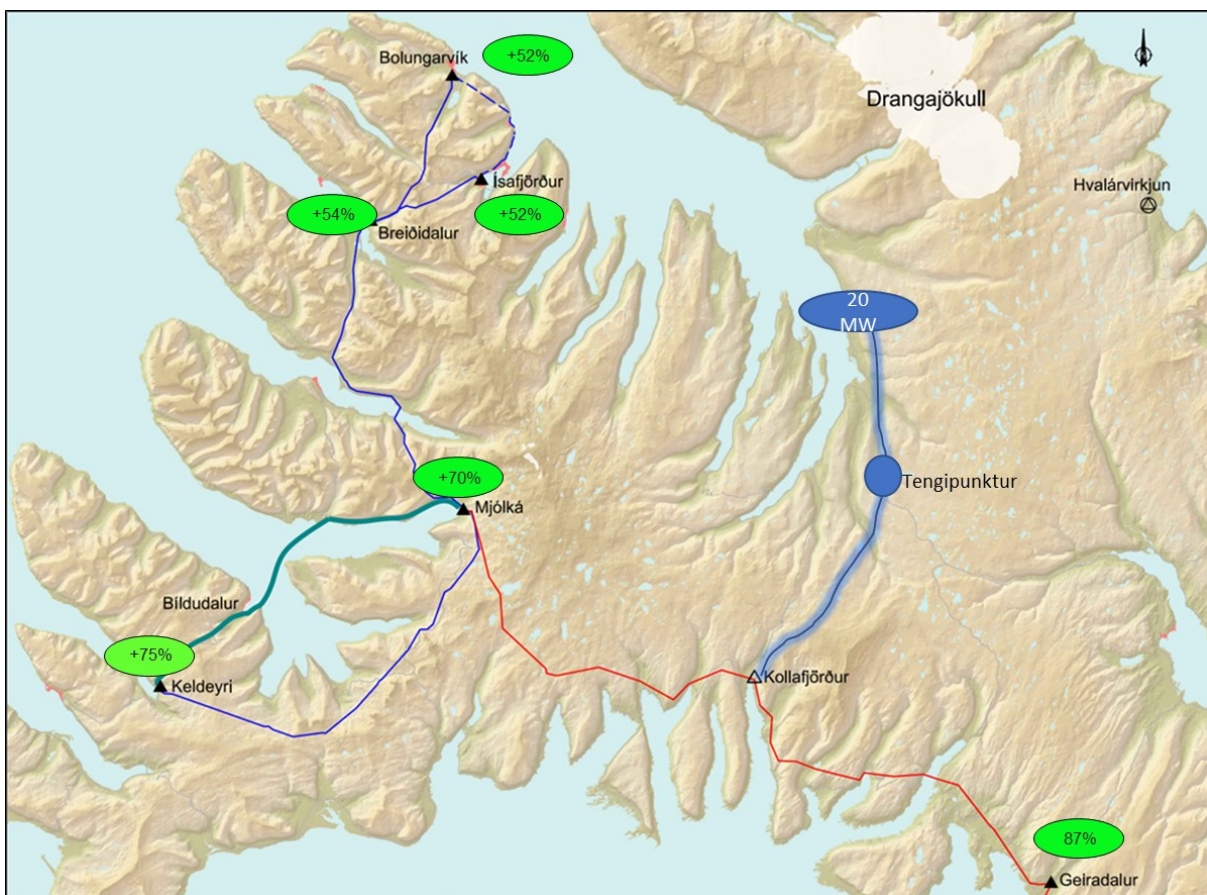 +52%
Bolungarvík
Drangajökull
Ísafjörður
Hvalárvirkjun
+54%
+52%
Breiðidalur
20
MW
+70%
Tengipunktur
Mjólká
Bíldudalur
+75%
Kollafjörður
Keldeyri
87%
Geiradalur